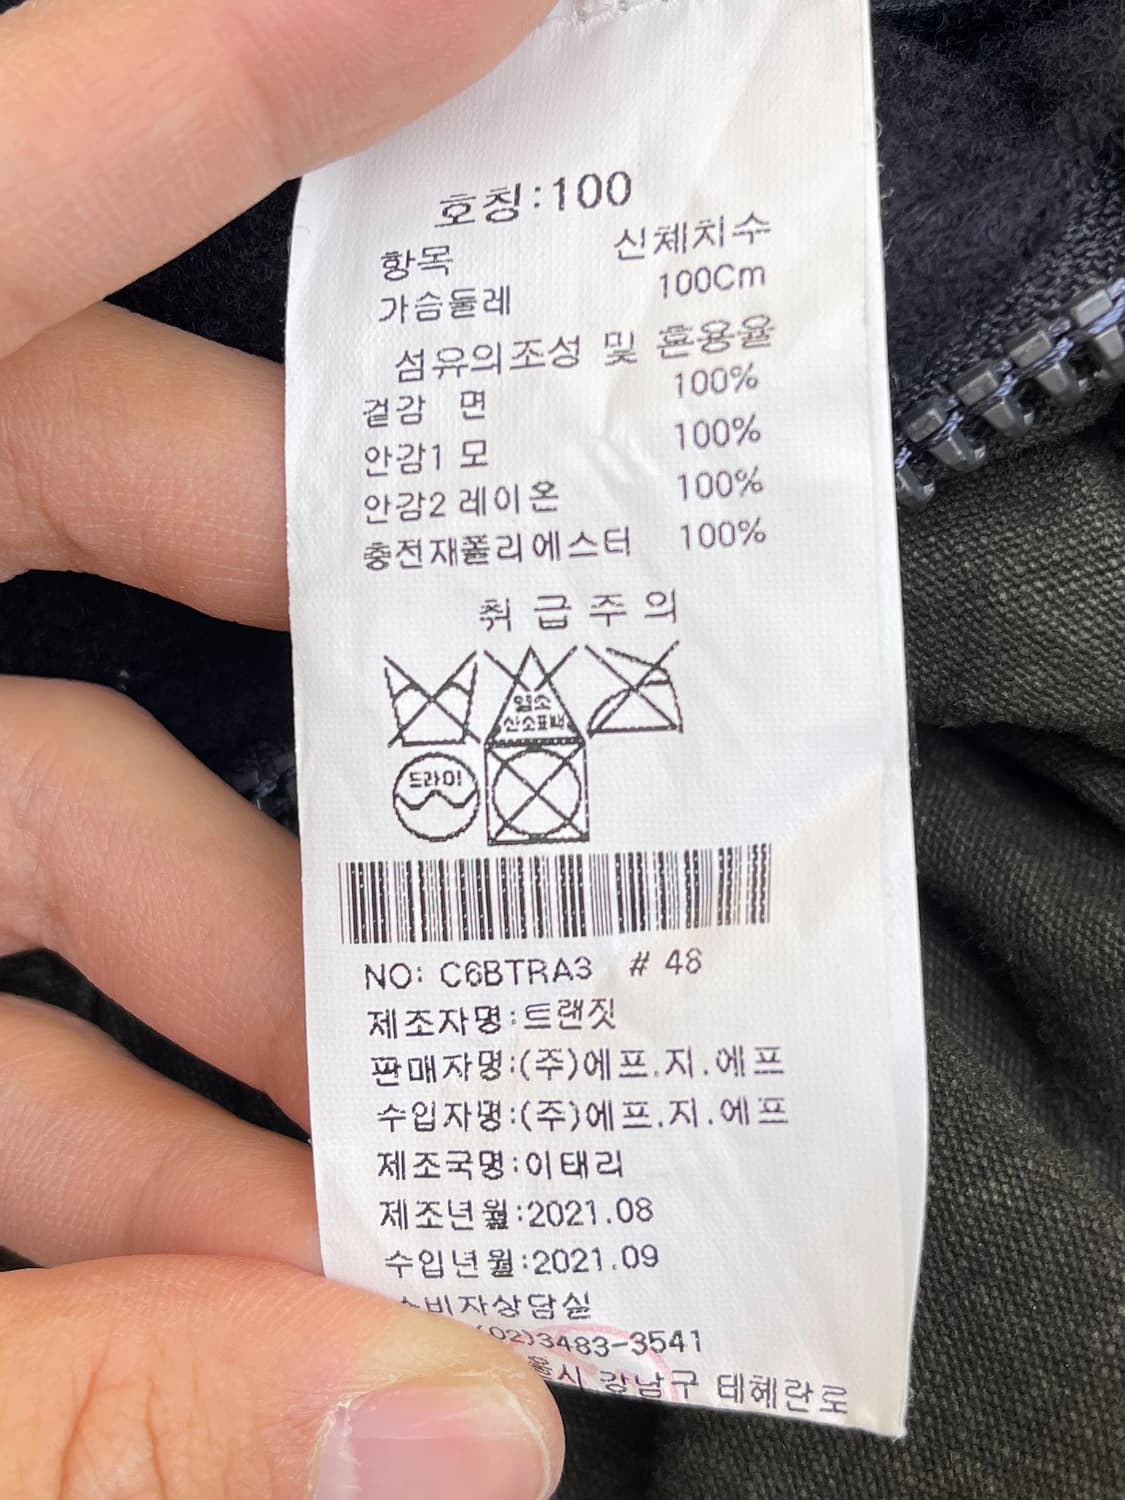 호칭:100
항목 신체치수
가슴둘레 100Cm
섬유의조성 및 혼용율
겉감 면 100%
안감1 모 100%
안감2 레이온 100%
충전재폴리에스터 100%
취급주의
염소
산소표백
드라이
NO: C6BTRA3 # 48
제조자명:트랜짓
판매자명:(주)에프.지.에프
수입자명:(주)에프.지.에프
제조국명:이태리
제조년월:2021.08
수입년월:2021.09
소비자상담실
(02)3483-3541
울시 강남구 테헤란로